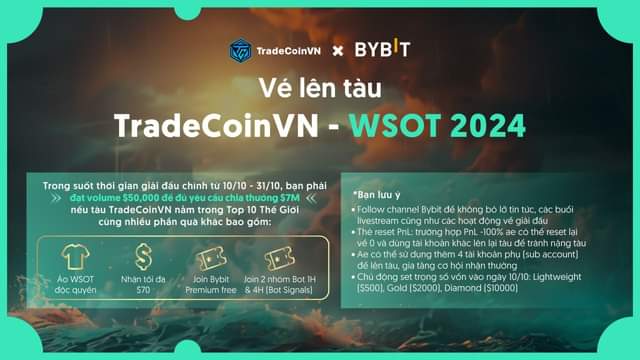 TradeCoinVN × BYBIT
Vé lên tàu
TradeCoinVN - WSOT 2024
Trong suốt thời gian giải đấu chính từ 10/10 - 31/10, bạn phải
đạt volume $50,000 để đủ yêu cầu chia thưởng $7M
nếu tàu TradeCoinVN nằm trong Top 10 Thế Giới
cùng nhiều phần quà khác bao gồm:
Áo WSOT
độc quyền
Nhận tối đa
$70
Join Bybit
Premium free
Join 2 nhóm Bot 1H
& 4H (Bot Signals)
*Bạn lưu ý
• Follow channel Bybit để không bỏ lỡ tin tức, các buổi
livestream cũng như các hoạt động về giải đấu
• Thẻ reset PnL; trường hợp PnL -100% ae có thể reset lại
về 0 và dùng tài khoản khác lên lại tàu để tránh nặng tàu
• Ae có thể sử dụng thêm 4 tài khoản phụ (sub account)
để lên tàu, gia tăng cơ hội nhận thưởng
• Chủ động set trong số vốn vào ngày 10/10: Lightweight
($500), Gold ($2000), Diamond ($10000)